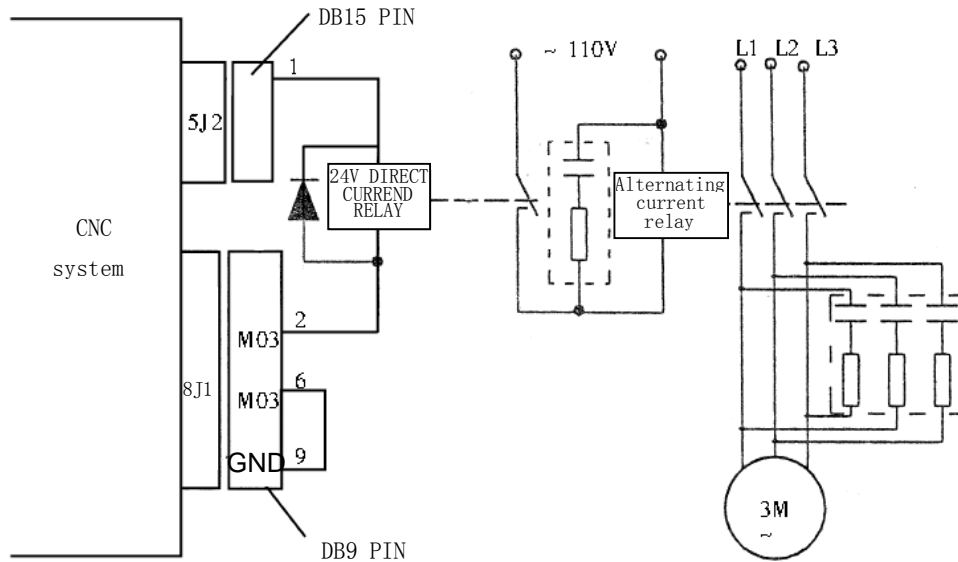 DB15 PIN
1
5J2
24V DIRECT
CURREND
RELAY
CNC
system
2
M03
6
M03
8J1
9
GND
DB9 PIN
~ 110V
Alternating
current
relay
L1 L2 L3
3M
~